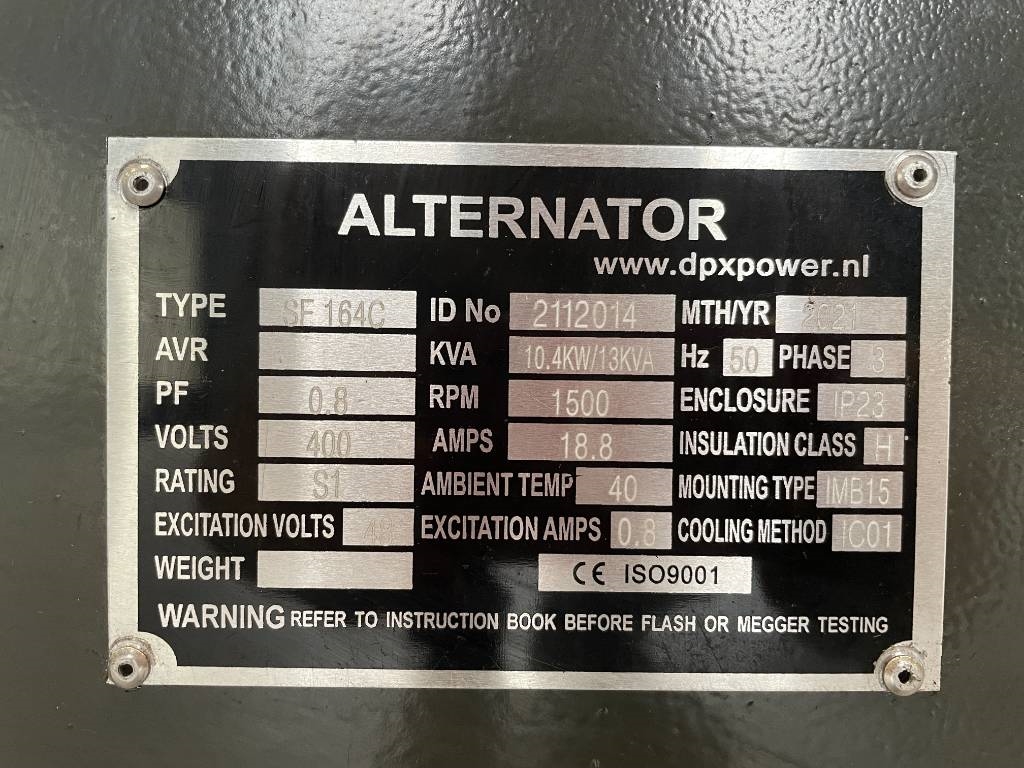 ALTERNATOR
www.dpxpower.nl
TYPE SF 164C ID No 2112014 MTH/YR 2021
AVR KVA 10.4KW/13KVA Hz 50 PHASE 3
PF 0.8 RPM 1500 ENCLOSURE IP23
VOLTS 400 AMPS 18.8 INSULATION CLASS H
RATING S1 AMBIENT TEMP 40 MOUNTING TYPE IMB15
EXCITATION VOLTS 48 EXCITATION AMPS 0.8 COOLING METHOD IC01
WEIGHT CE ISO9001
WARNING REFER TO INSTRUCTION BOOK BEFORE FLASH OR MEGGER TESTING